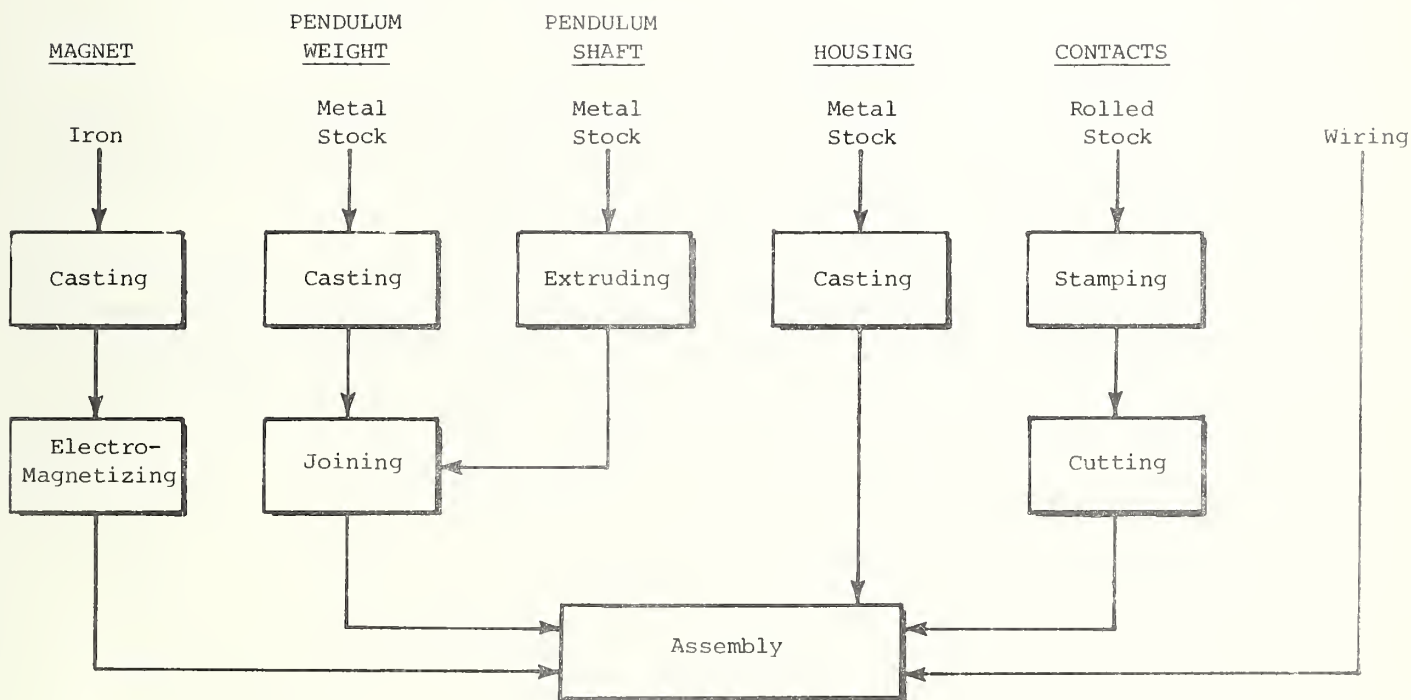 MAGNET
PENDULUM
WEIGHT
PENDULUM
SHAFT
HOUSING
CONTACTS
Iron
Metal
Stock
Metal
Stock
Metal
Stock
Rolled
Stock
Wiring
Casting
Casting
Extruding
Casting
Stamping
Electro-
Magnetizing
Joining
Cutting
Assembly